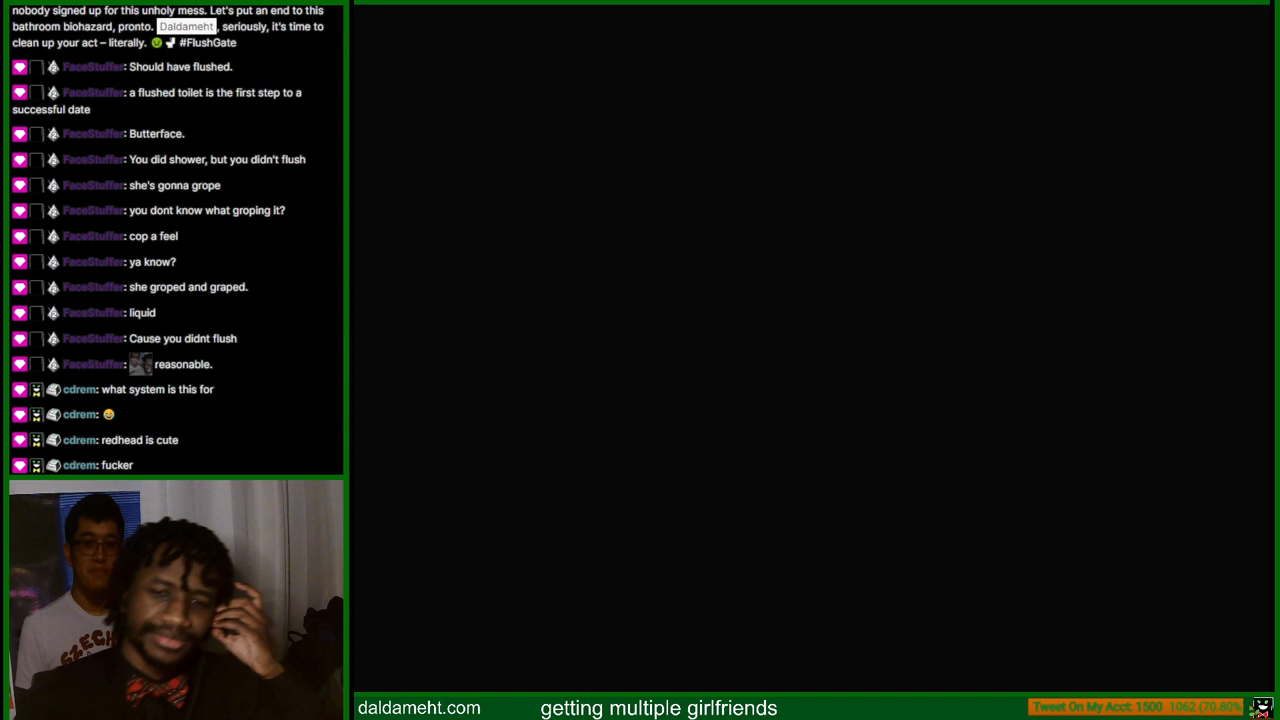 nobody signed up for this unholy mess. Let's put an end to this
bathroom biohazard, pronto. Daldameht, seriously, it's time to
clean up your act – literally. 🤢 🚽 #FlushGate
FaceStuffer: Should have flushed.
FaceStuffer: a flushed toilet is the first step to a
successful date
FaceStuffer: Butterface.
FaceStuffer: You did shower, but you didn't flush
FaceStuffer: she's gonna grope
FaceStuffer: you dont know what groping it?
FaceStuffer: cop a feel
FaceStuffer: ya know?
FaceStuffer: she groped and graped.
FaceStuffer: liquid
FaceStuffer: Cause you didnt flush
FaceStuffer: reasonable.
cdrem: what system is this for
cdrem: 😂
cdrem: redhead is cute
cdrem: fucker
CZECH
daldameht.com
getting multiple girlfriends
Tweet On My Acct: 1500 1062 (70.80%